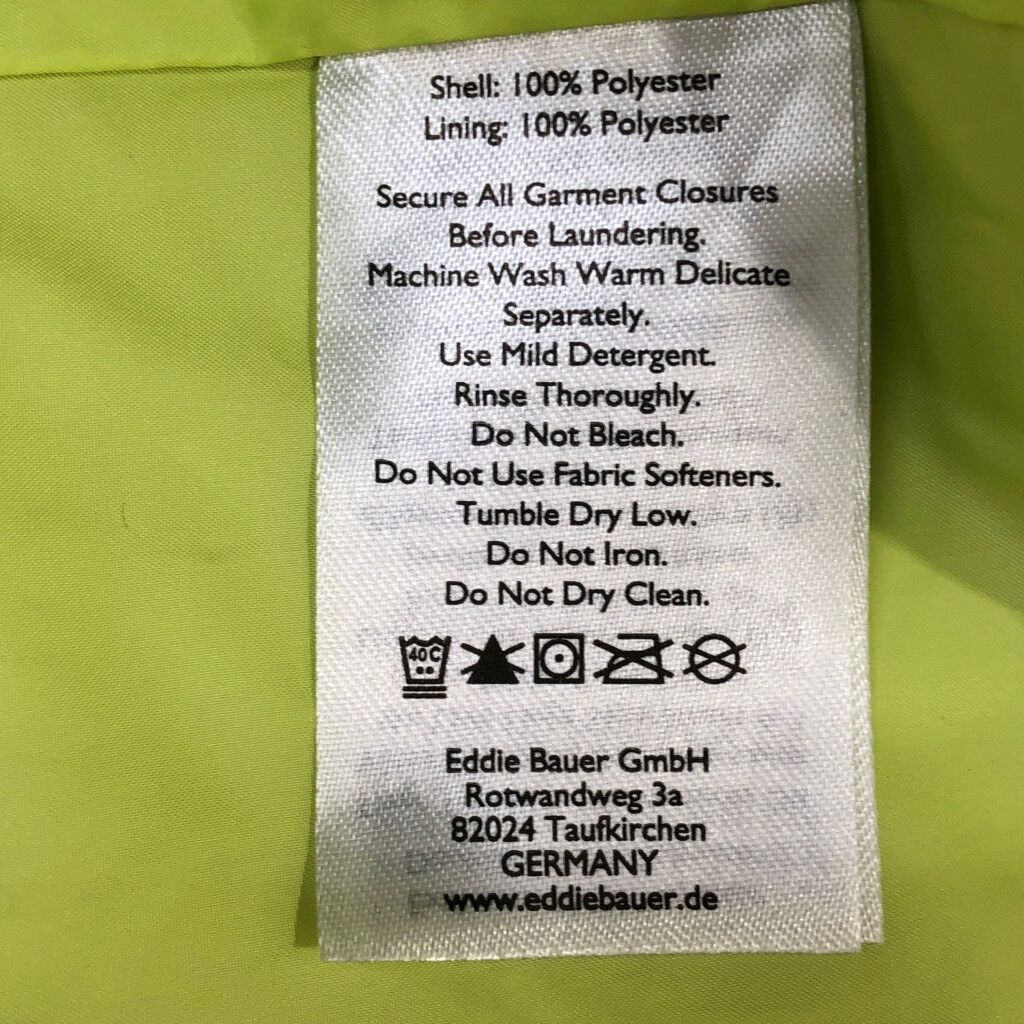 Shell: 100% Polyester
Lining: 100% Polyester
Secure All Garment Closures
Before Laundering.
Machine Wash Warm Delicate
Separately.
Use Mild Detergent.
Rinse Thoroughly.
Do Not Bleach.
Do Not Use Fabric Softeners.
Tumble Dry Low.
Do Not Iron.
Do Not Dry Clean.
40C
Eddie Bauer GmbH
Rotwandweg 3a
82024 Taufkirchen
GERMANY
www.eddiebauer.de